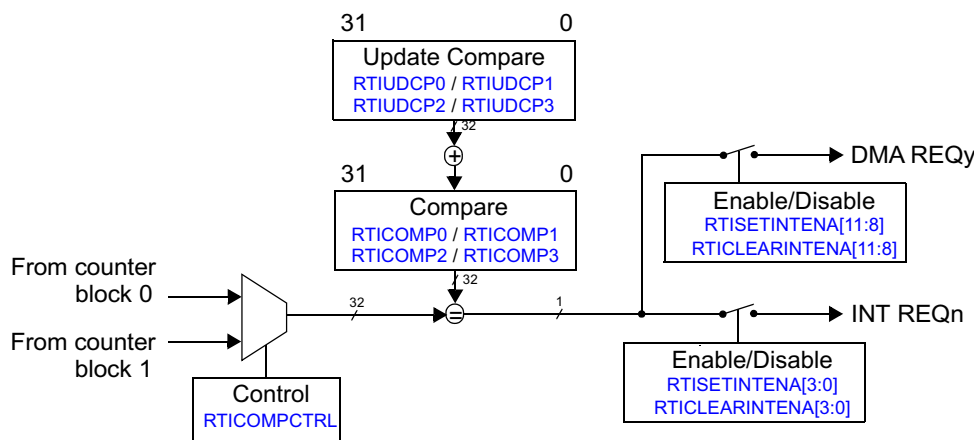 31 0
Update Compare
RTIUDCP0 / RTIUDCP1
RTIUDCP2 / RTIUDCP3
32
+
31 0
Compare
RTICOMP0 / RTICOMP1
RTICOMP2 / RTICOMP3
32
DMA REQy
Enable/Disable
RTISETINTENA[11:8]
RTICLEARINTENA[11:8]
From counter
block 0
32
=
1
INT REQn
From counter
block 1
Control
RTICOMPCTRL
Enable/Disable
RTISETINTENA[3:0]
RTICLEARINTENA[3:0]